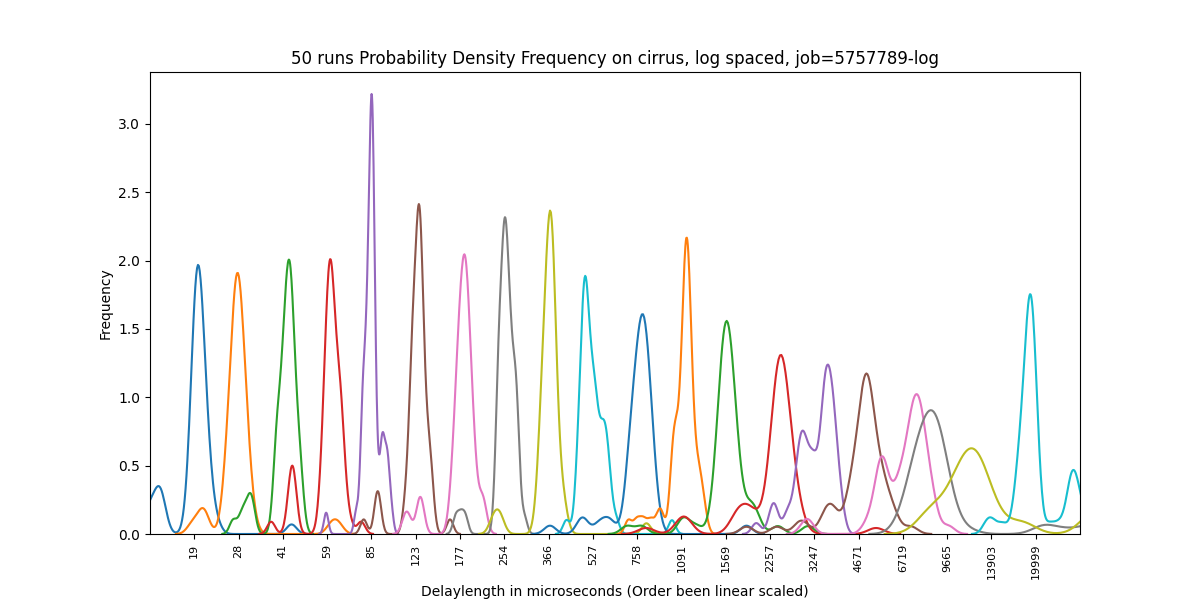 50 runs Probability Density Frequency on cirrus, log spaced, job=5757789-log
3.0
2.5
2.0
1.5
1.0
0.5
0.0
Frequency
19 28 41 59 85 123 177 254 366 527 758 1091 1569 2257 3247 4671 6719 9665 13903 19999
Delaylength in microseconds (Order been linear scaled)